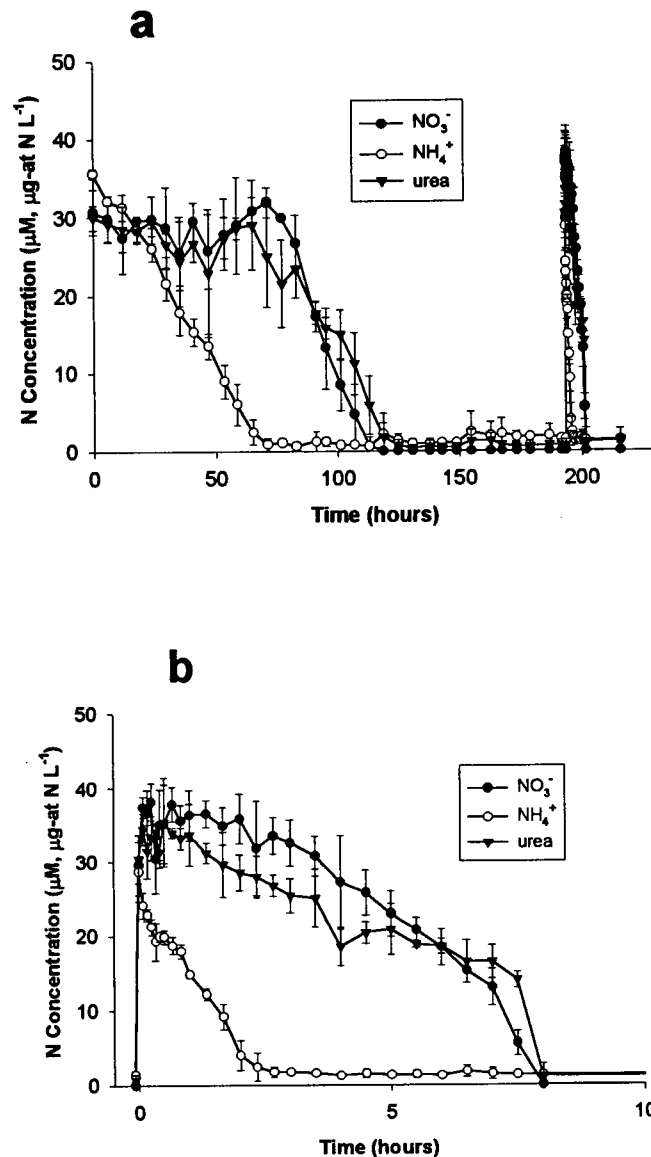 a
N Concentration (μM, μg-at N L⁻¹)
50
40
30
20
10
0
NO₃⁻
NH₄⁺
urea
0 50 100 150 200
Time (hours)
b
N Concentration (μM, μg-at N L⁻¹)
50
40
30
20
10
0
NO₃⁻
NH₄⁺
urea
0 5 10
Time (hours)